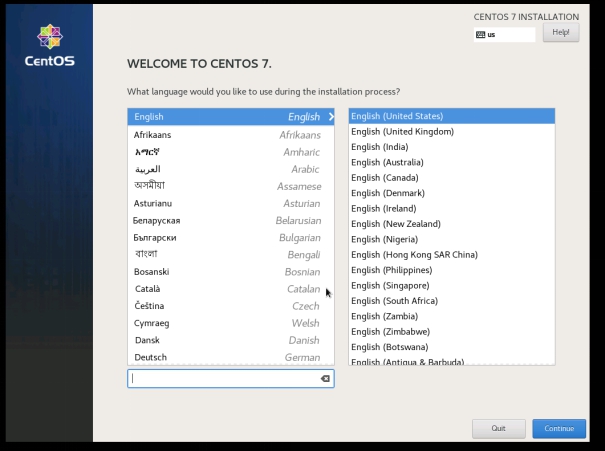 CentOS
CENTOS 7 INSTALLATION
us
Help!
WELCOME TO CENTOS 7.
What language would you like to use during the installation process?
English English
Afrikaans Afrikaans
አማርኛ Amharic
العربية Arabic
অসমীয়া Assamese
Asturianu Asturian
Беларуская Belarusian
Български Bulgarian
বাংলা Bengali
Bosanski Bosnian
Català Catalan
Čeština Czech
Cymraeg Welsh
Dansk Danish
Deutsch German
English (United States)
English (United Kingdom)
English (India)
English (Australia)
English (Canada)
English (Denmark)
English (Ireland)
English (New Zealand)
English (Nigeria)
English (Hong Kong SAR China)
English (Philippines)
English (Singapore)
English (South Africa)
English (Zambia)
English (Zimbabwe)
English (Botswana)
English (Antigua & Barbuda)
Quit
Continue